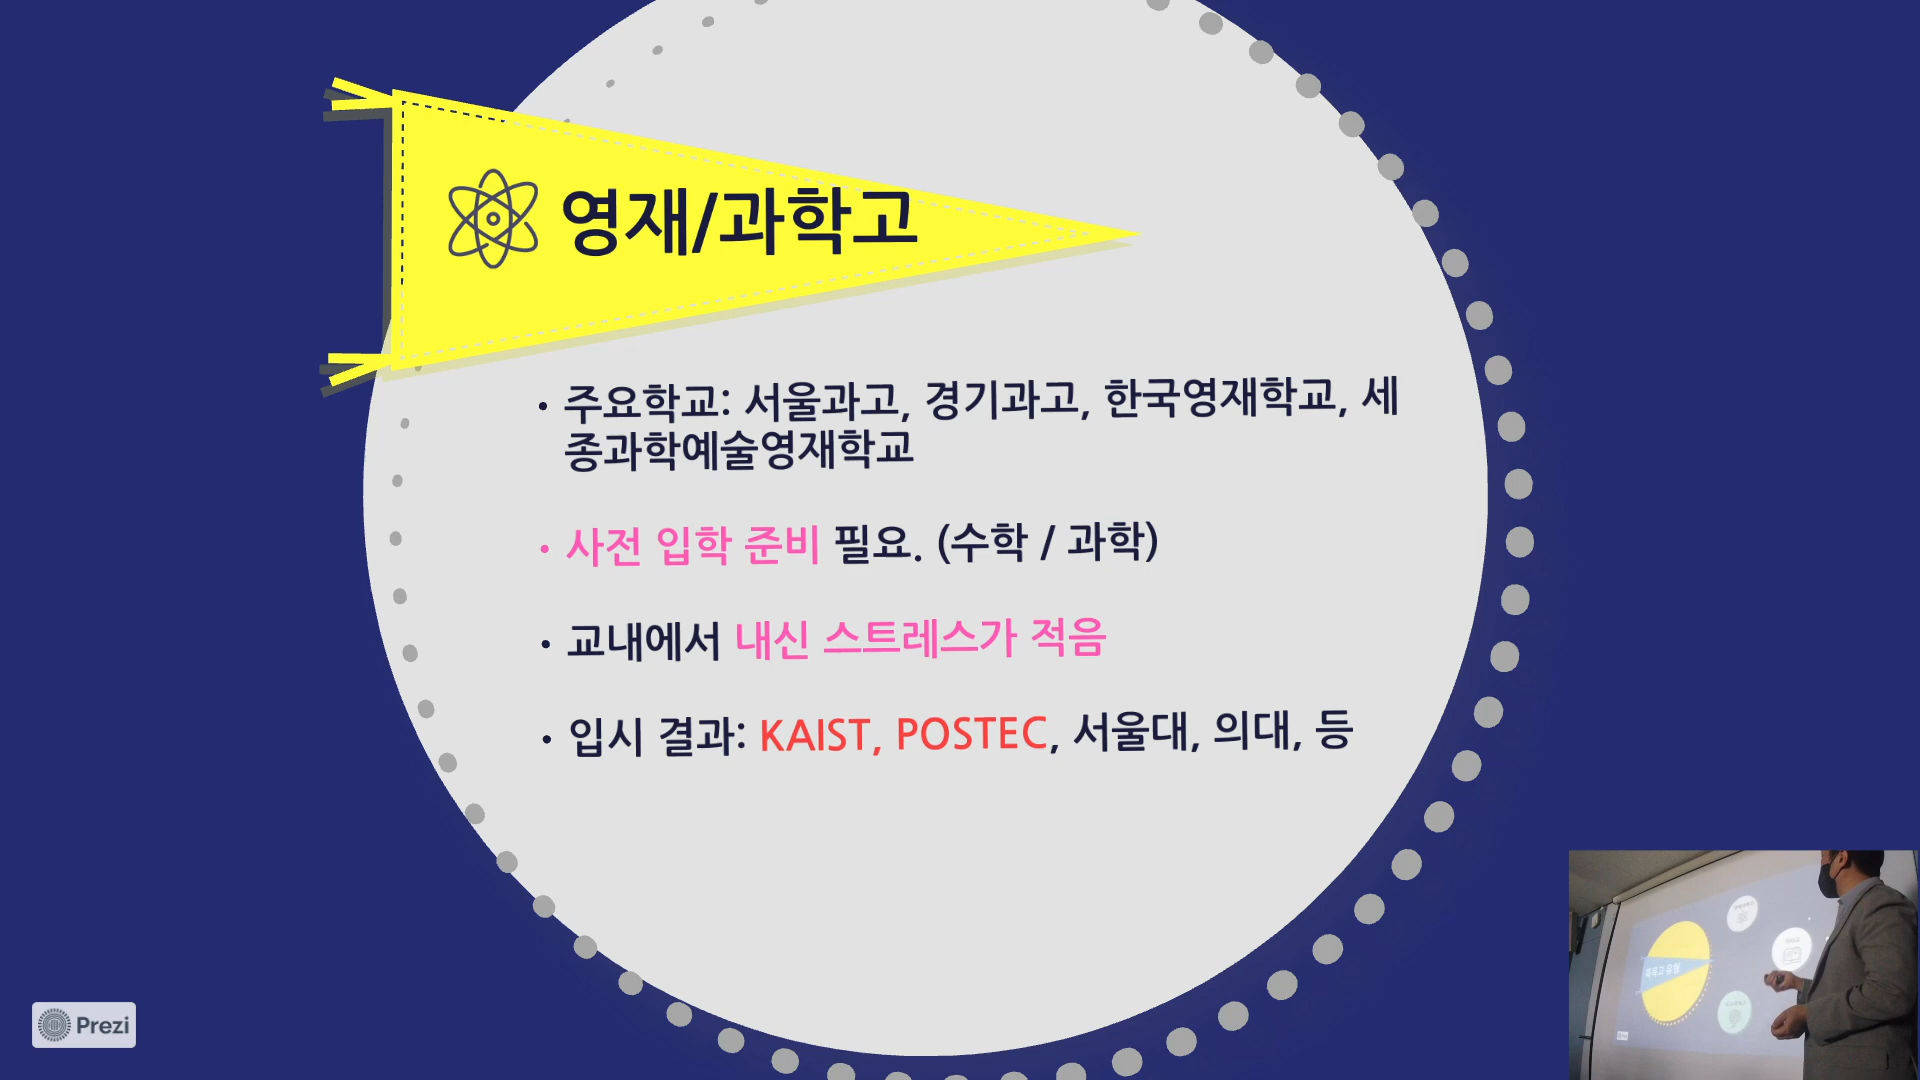 영재/과학고
• 주요학교: 서울과고, 경기과고, 한국영재학교, 세
종과학예술영재학교
• 사전 입학 준비 필요. (수학 / 과학)
• 교내에서 내신 스트레스가 적음
• 입시 결과: KAIST, POSTEC, 서울대, 의대, 등
Prezi